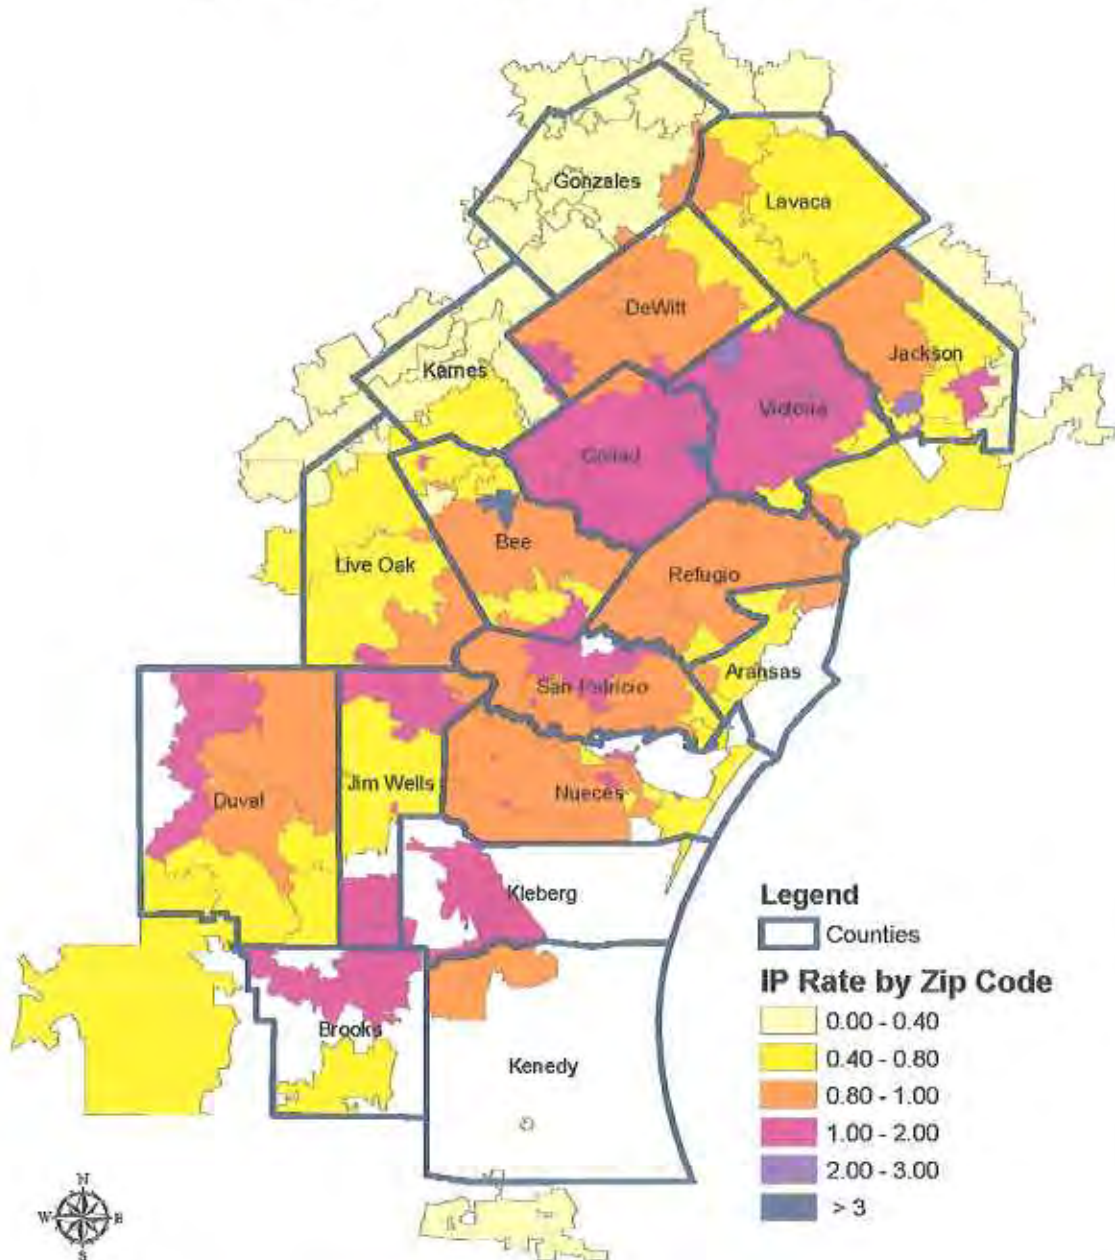 Gonzales
Lavaca
DeWitt
Jackson
Karnes
Victoria
Goliad
Bee
Live Oak
Refugio
Aransas
San Patricio
Jim Wells
Duval
Nueces
Kleberg
Brooks
Kenedy
Legend
Counties
IP Rate by Zip Code
0.00 - 0.40
0.40 - 0.80
0.80 - 1.00
1.00 - 2.00
2.00 - 3.00
> 3
N
W E
S